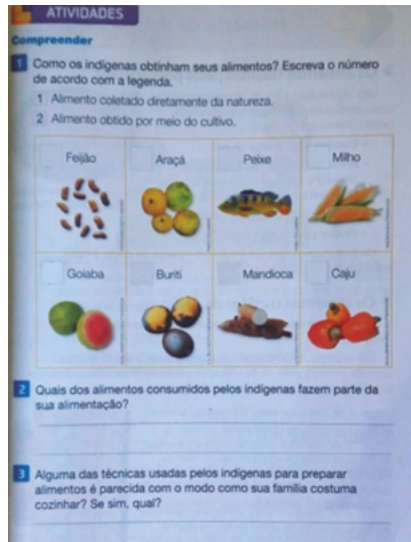 ATIVIDADES
Compreender
1 Como os indígenas obtinham seus alimentos? Escreva o número
de acordo com a legenda.
1 Alimento coletado diretamente da natureza.
2 Alimento obtido por meio do cultivo.
Feijão
Araçá
Peixe
Milho
Goiaba
Buriti
Mandioca
Caju
2 Quais dos alimentos consumidos pelos indígenas fazem parte da
sua alimentação?
3 Alguma das técnicas usadas pelos indígenas para preparar
alimentos é parecida com o modo como sua família costuma
cozinhar? Se sim, qual?